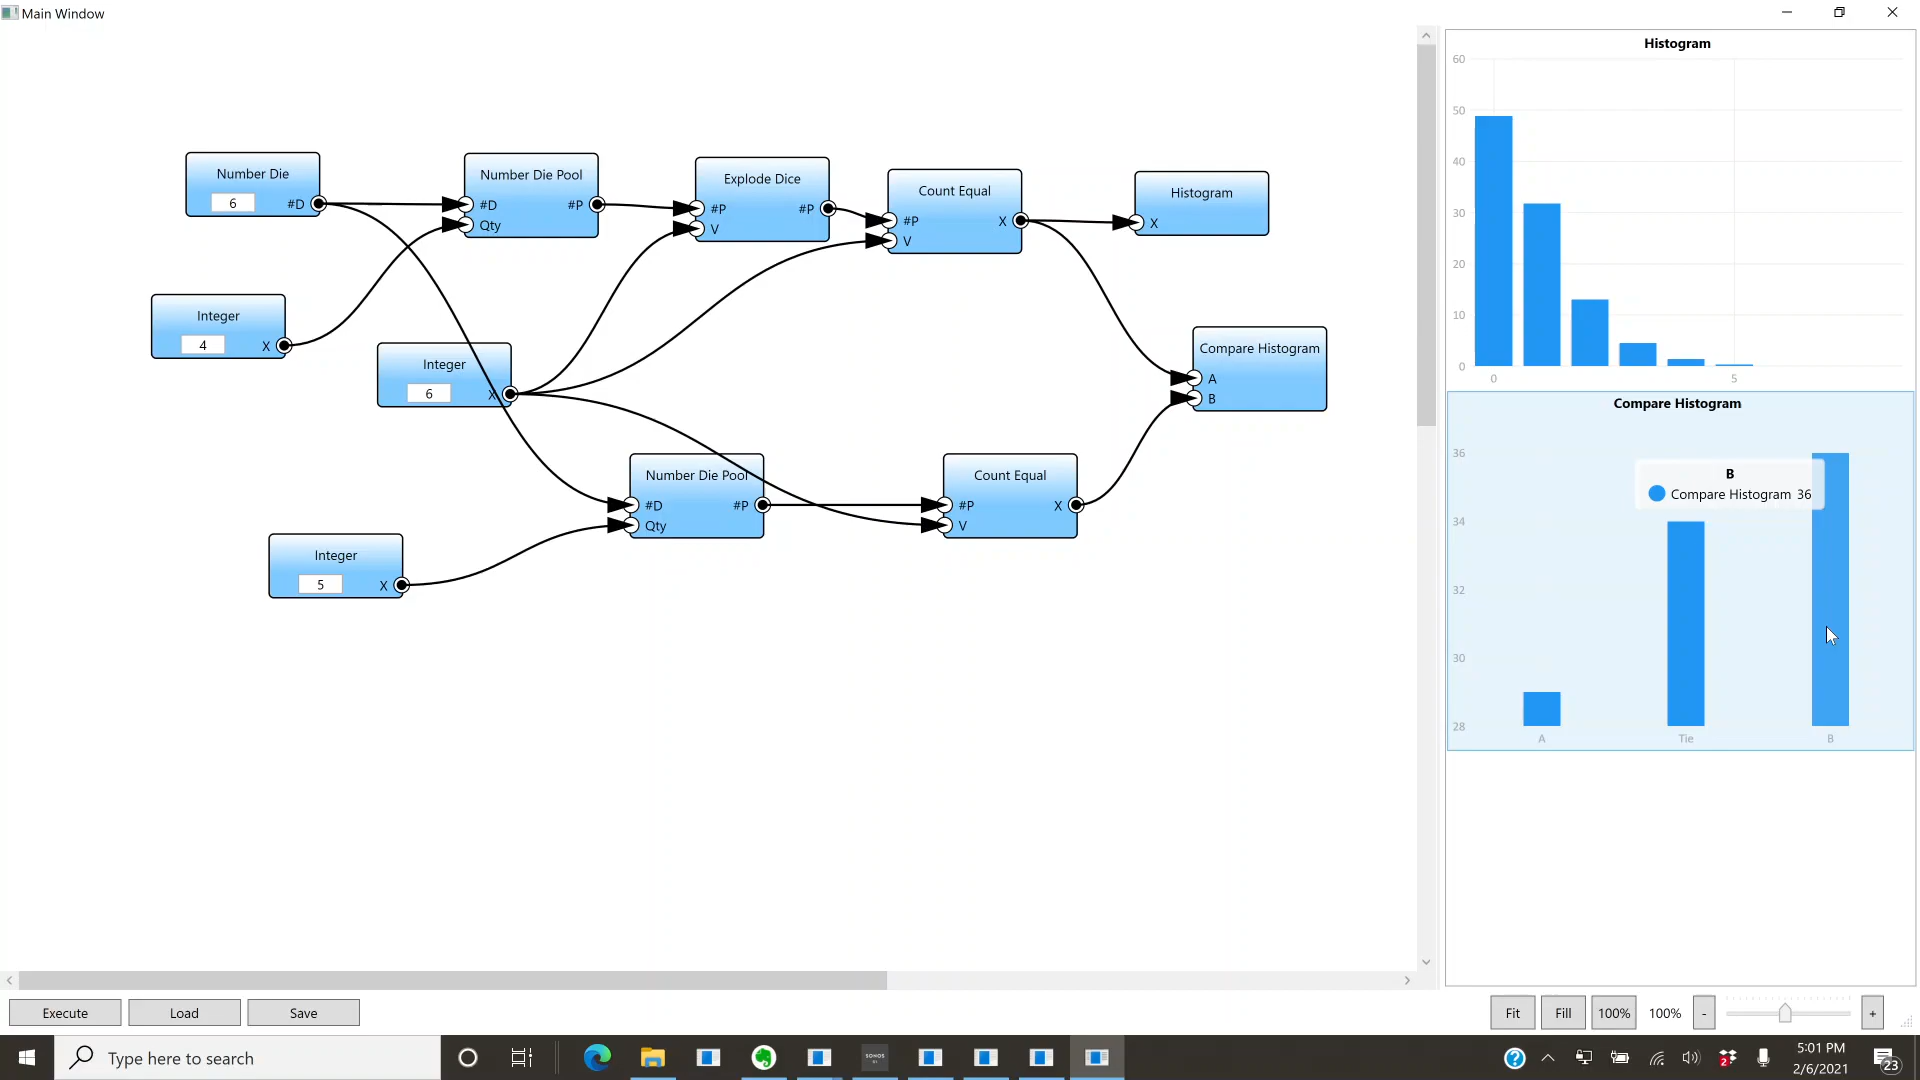 Main Window
Number Die
6 #D
Number Die Pool
#D #P
Qty
Explode Dice
#P #P
V
Count Equal
#P X
V
Histogram
X
Integer
4 X
Integer
6 X
Compare Histogram
A
B
Number Die Pool
#D #P
Qty
Count Equal
#P X
V
Integer
5 X
Histogram
60
50
40
30
20
10
0
0 5
Compare Histogram
36
34
32
30
28
B
Compare Histogram 36
A Tie B
Execute Load Save
Fit Fill 100% 100% - +
Type here to search
SONOS
2
5:01 PM
2/6/2021
23